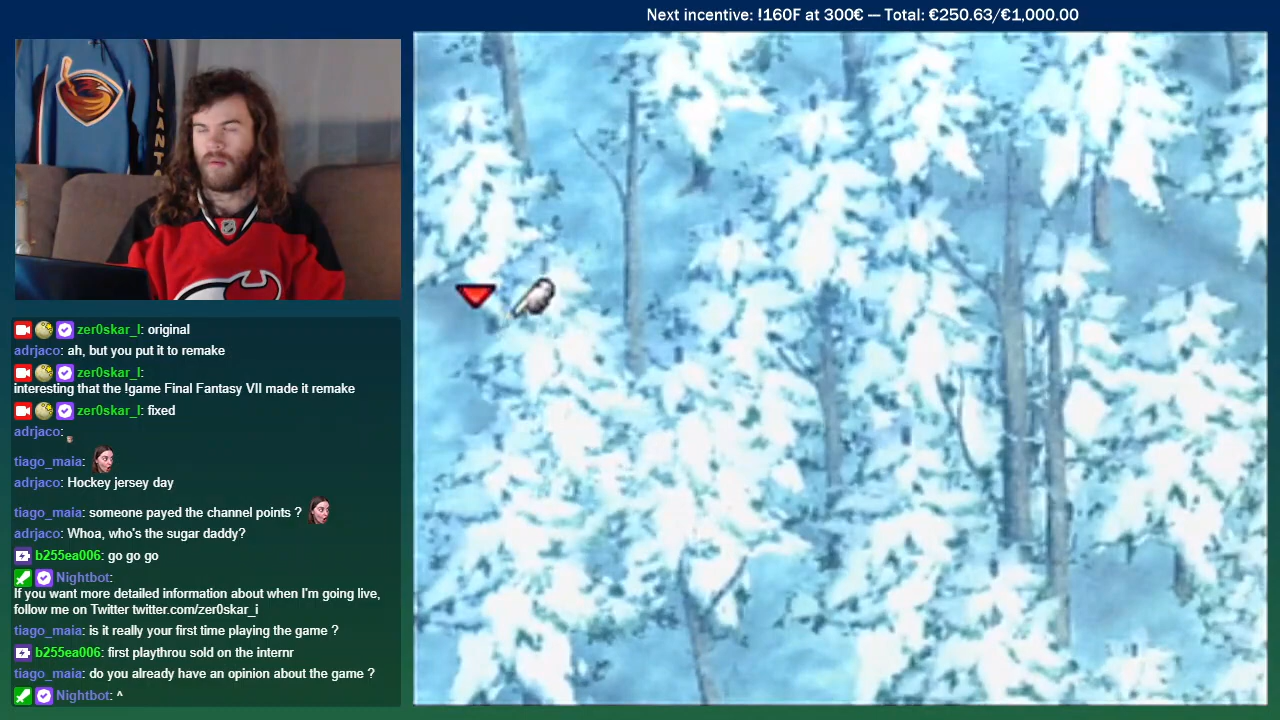 Next incentive: !160F at 300€ — Total: €250.63/€1,000.00
LANTA
zer0skar_I: original
adrjaco: ah, but you put it to remake
zer0skar_I:
interesting that the !game Final Fantasy VII made it remake
zer0skar_I: fixed
adrjaco:
tiago_maia:
adrjaco: Hockey jersey day
tiago_maia: someone payed the channel points ?
adrjaco: Whoa, who's the sugar daddy?
b255ea006: go go go
Nightbot:
If you want more detailed information about when I'm going live,
follow me on Twitter twitter.com/zer0skar_i
tiago_maia: is it really your first time playing the game ?
b255ea006: first playthrou sold on the internr
tiago_maia: do you already have an opinion about the game ?
Nightbot: ^